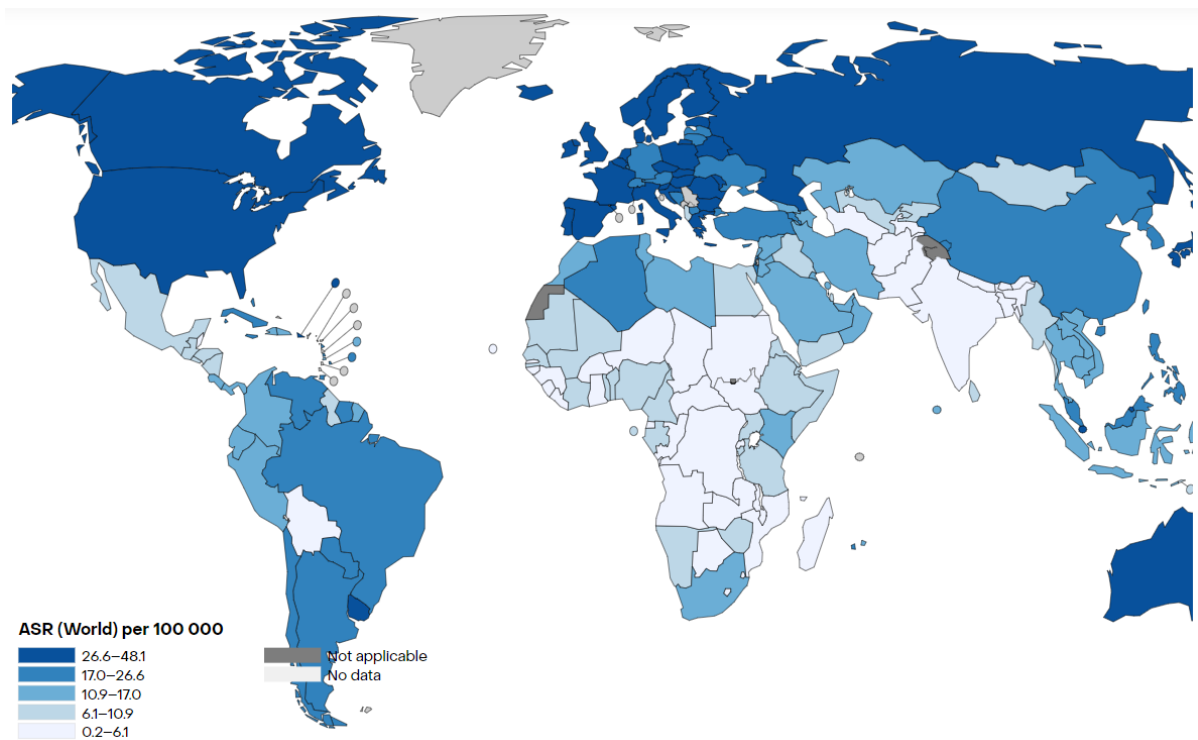 ASR (World) per 100 000
26.6–48.1
17.0–26.6
10.9–17.0
6.1–10.9
0.2–6.1
Not applicable
No data